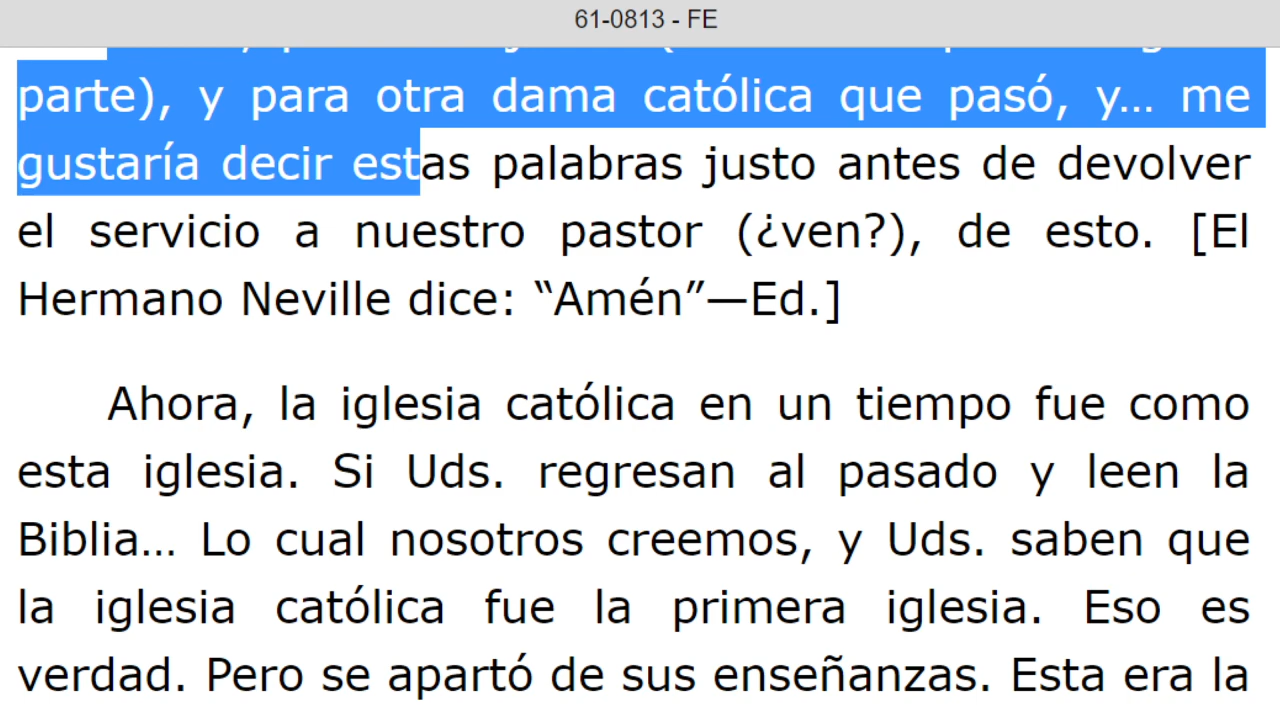 61-0813 - FE
parte), y para otra dama católica que pasó, y… me
gustaría decir estas palabras justo antes de devolver
el servicio a nuestro pastor (¿ven?), de esto. [El
Hermano Neville dice: “Amén”—Ed.]
Ahora, la iglesia católica en un tiempo fue como
esta iglesia. Si Uds. regresan al pasado y leen la
Biblia… Lo cual nosotros creemos, y Uds. saben que
la iglesia católica fue la primera iglesia. Eso es
verdad. Pero se apartó de sus enseñanzas. Esta era la